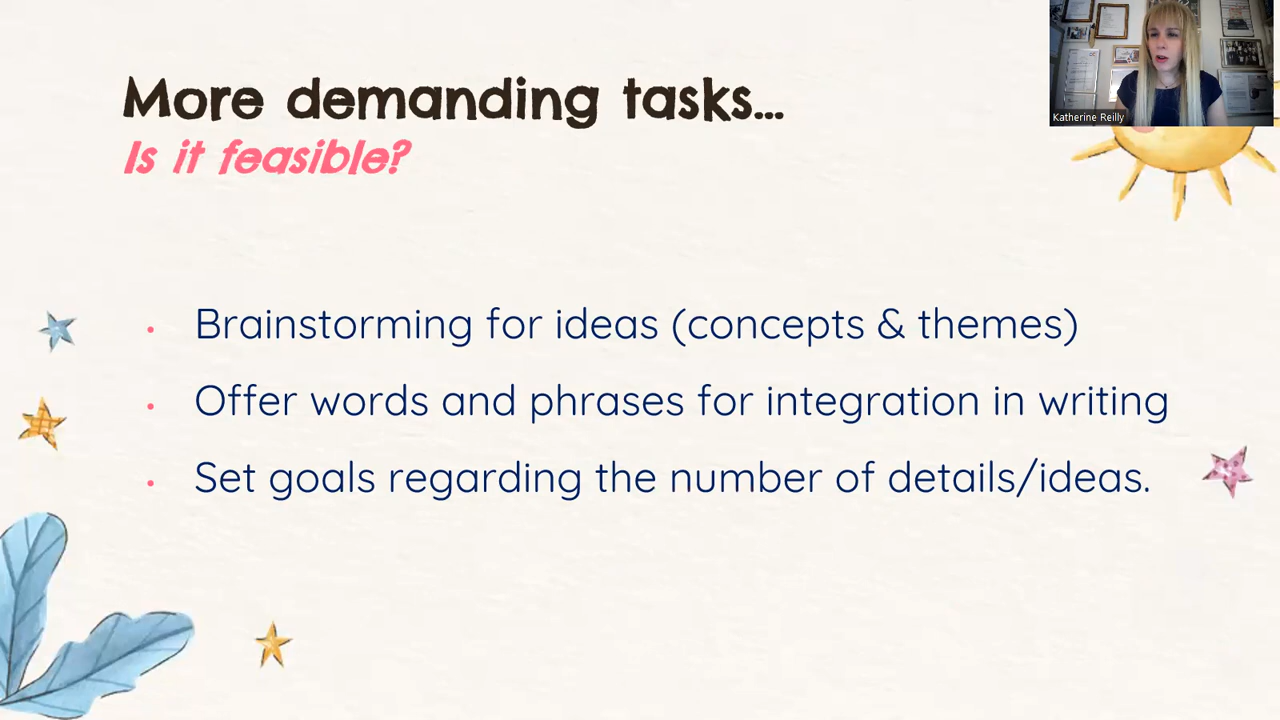 More demanding tasks...
Is it feasible?
Katherine Reilly
• Brainstorming for ideas (concepts & themes)
• Offer words and phrases for integration in writing
• Set goals regarding the number of details/ideas.